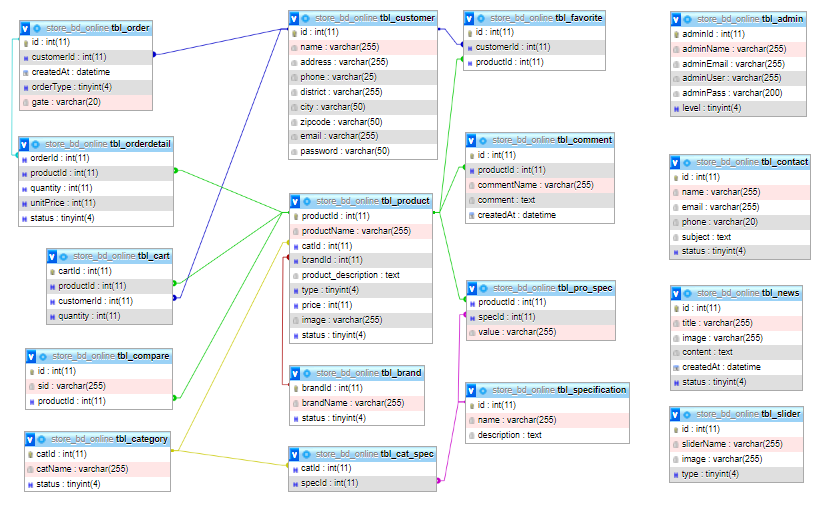 store_bd_online tbl_order
id : int(11)
customerId : int(11)
createdAt : datetime
orderType : tinyint(4)
gate : varchar(20)
store_bd_online tbl_orderdetail
orderId : int(11)
productId : int(11)
quantity : int(11)
unitPrice : int(11)
status : tinyint(4)
store_bd_online tbl_cart
cartId : int(11)
productId : int(11)
customerId : int(11)
quantity : int(11)
store_bd_online tbl_compare
id : int(11)
sid : varchar(255)
productId : int(11)
store_bd_online tbl_category
catId : int(11)
catName : varchar(255)
status : tinyint(4)
store_bd_online tbl_customer
id : int(11)
name : varchar(255)
address : varchar(255)
phone : varchar(25)
district : varchar(255)
city : varchar(50)
zipcode : varchar(50)
email : varchar(255)
password : varchar(50)
store_bd_online tbl_product
productId : int(11)
productName : varchar(255)
catId : int(11)
brandId : int(11)
product_description : text
type : tinyint(4)
price : int(11)
image : varchar(255)
status : tinyint(4)
store_bd_online tbl_brand
brandId : int(11)
brandName : varchar(255)
status : tinyint(4)
store_bd_online tbl_cat_spec
catId : int(11)
specId : int(11)
store_bd_online tbl_favorite
id : int(11)
customerId : int(11)
productId : int(11)
store_bd_online tbl_comment
id : int(11)
productId : int(11)
commentName : varchar(255)
comment : text
createdAt : datetime
store_bd_online tbl_pro_spec
productId : int(11)
specId : int(11)
value : varchar(255)
store_bd_online tbl_specification
id : int(11)
name : varchar(255)
description : text
store_bd_online tbl_admin
adminId : int(11)
adminName : varchar(255)
adminEmail : varchar(255)
adminUser : varchar(255)
adminPass : varchar(200)
level : tinyint(4)
store_bd_online tbl_contact
id : int(11)
name : varchar(255)
email : varchar(255)
phone : varchar(20)
subject : text
status : tinyint(4)
store_bd_online tbl_news
id : int(11)
title : varchar(255)
image : varchar(255)
content : text
createdAt : datetime
status : tinyint(4)
store_bd_online tbl_slider
id : int(11)
sliderName : varchar(255)
image : varchar(255)
type : tinyint(4)